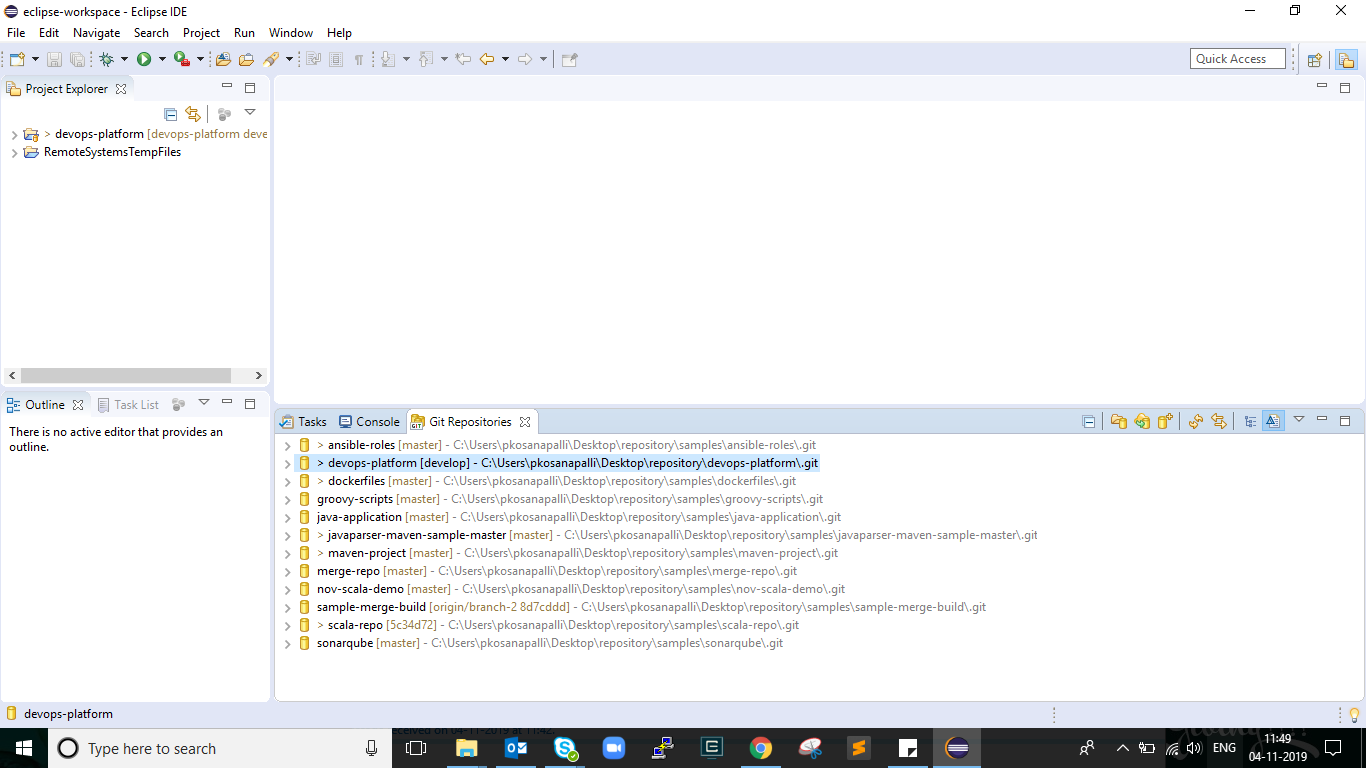 eclipse-workspace - Eclipse IDE
File Edit Navigate Search Project Run Window Help
Quick Access
Project Explorer
> devops-platform [devops-platform deve
RemoteSystemsTempFiles
Outline Task List
There is no active editor that provides an
outline.
Tasks Console Git Repositories
> ansible-roles [master] - C:\Users\pkosanapalli\Desktop\repository\samples\ansible-roles\.git
> devops-platform [develop] - C:\Users\pkosanapalli\Desktop\repository\devops-platform\.git
> dockerfiles [master] - C:\Users\pkosanapalli\Desktop\repository\samples\dockerfiles\.git
groovy-scripts [master] - C:\Users\pkosanapalli\Desktop\repository\samples\groovy-scripts\.git
java-application [master] - C:\Users\pkosanapalli\Desktop\repository\samples\java-application\.git
> javaparser-maven-sample-master [master] - C:\Users\pkosanapalli\Desktop\repository\samples\javaparser-maven-sample-master\.git
> maven-project [master] - C:\Users\pkosanapalli\Desktop\repository\samples\maven-project\.git
merge-repo [master] - C:\Users\pkosanapalli\Desktop\repository\samples\merge-repo\.git
nov-scala-demo [master] - C:\Users\pkosanapalli\Desktop\repository\samples\nov-scala-demo\.git
sample-merge-build [origin/branch-2 8d7cddd] - C:\Users\pkosanapalli\Desktop\repository\samples\sample-merge-build\.git
> scala-repo [5c34d72] - C:\Users\pkosanapalli\Desktop\repository\samples\scala-repo\.git
sonarqube [master] - C:\Users\pkosanapalli\Desktop\repository\samples\sonarqube\.git
devops-platform
Type here to search
on 04-11-2019 at 11:42.
ENG
11:49
04-11-2019